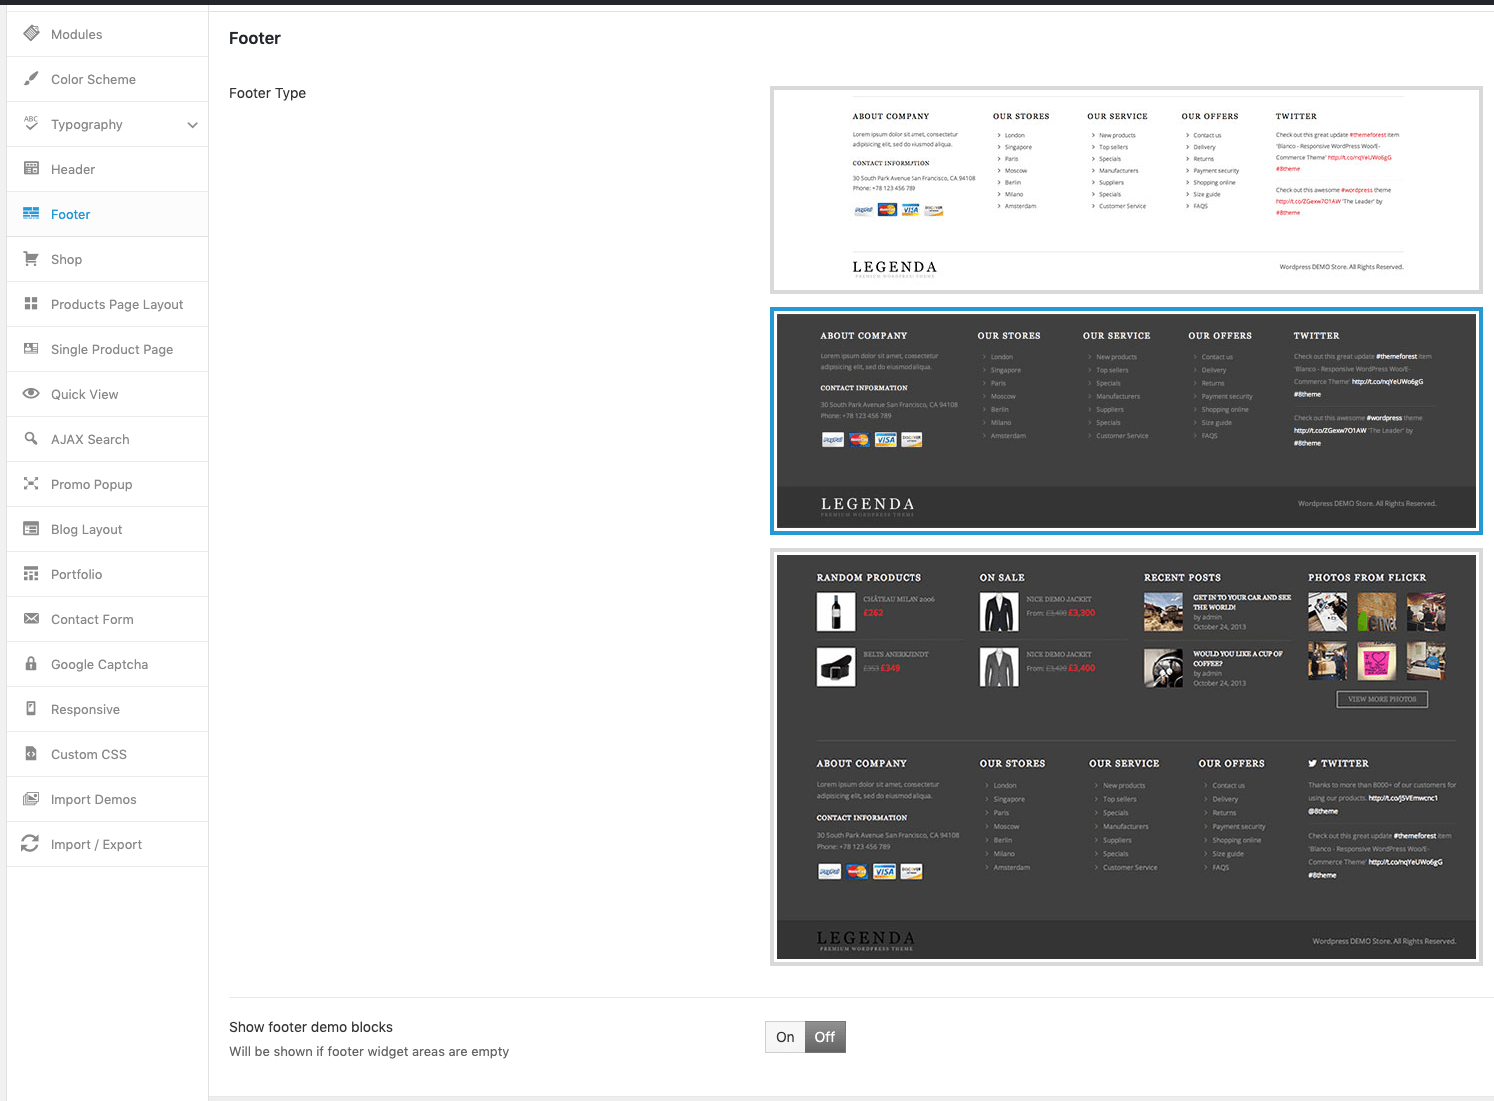 Modules
Color Scheme
ABC
Typography
Header
Footer
Shop
Products Page Layout
Single Product Page
Quick View
AJAX Search
Promo Popup
Blog Layout
Portfolio
Contact Form
Google Captcha
Responsive
Custom CSS
Import Demos
Import / Export
Footer
Footer Type
ABOUT COMPANY
Lorem ipsum dolor sit amet, consectetur
adipisicing elit, sed do eiusmod aliqua.
CONTACT INFORMATION
30 South Park Avenue San Francisco, CA 94108
Phone: +78 123 456 789
PayPal MasterCard VISA DISCOVER
OUR STORES
London
Singapore
Paris
Moscow
Berlin
Milano
Amsterdam
OUR SERVICE
New products
Top sellers
Specials
Manufacturers
Suppliers
Specials
Customer Service
OUR OFFERS
Contact us
Delivery
Returns
Payment security
Shopping online
Size guide
FAQS
TWITTER
Check out this great update #themeforest item
'Blanco - Responsive WordPress Woo/E-
Commerce Theme' http://t.co/nqYeUWo6gG
#8theme
Check out this awesome #wordpress theme
http://t.co/ZGexw7O1AW 'The Leader' by
#8theme
LEGENDA
PREMIUM WORDPRESS THEME
Wordpress DEMO Store. All Rights Reserved.
ABOUT COMPANY
Lorem ipsum dolor sit amet, consectetur
adipisicing elit, sed do eiusmod aliqua.
CONTACT INFORMATION
30 South Park Avenue San Francisco, CA 94108
Phone: +78 123 456 789
PayPal MasterCard VISA DISCOVER
OUR STORES
London
Singapore
Paris
Moscow
Berlin
Milano
Amsterdam
OUR SERVICE
New products
Top sellers
Specials
Manufacturers
Suppliers
Specials
Customer Service
OUR OFFERS
Contact us
Delivery
Returns
Payment security
Shopping online
Size guide
FAQS
TWITTER
Check out this great update #themeforest item
'Blanco - Responsive WordPress Woo/E-
Commerce Theme' http://t.co/nqYeUWo6gG
#8theme
Check out this awesome #wordpress theme
http://t.co/ZGexw7O1AW 'The Leader' by
#8theme
LEGENDA
PREMIUM WORDPRESS THEME
Wordpress DEMO Store. All Rights Reserved.
RANDOM PRODUCTS
CHÂTEAU MILAN 2006
£262
BELTS ANERKJENDT
£353 £349
ON SALE
NICE DEMO JACKET
From: £3,400 £3,300
NICE DEMO JACKET
From: £3,420 £3,400
RECENT POSTS
GET IN TO YOUR CAR AND SEE
THE WORLD!
by admin
October 24, 2013
WOULD YOU LIKE A CUP OF
COFFEE?
by admin
October 24, 2013
PHOTOS FROM FLICKR
VIEW MORE PHOTOS
ABOUT COMPANY
Lorem ipsum dolor sit amet, consectetur
adipisicing elit, sed do eiusmod aliqua.
CONTACT INFORMATION
30 South Park Avenue San Francisco, CA 94108
Phone: +78 123 456 789
PayPal MasterCard VISA DISCOVER
OUR STORES
London
Singapore
Paris
Moscow
Berlin
Milano
Amsterdam
OUR SERVICE
New products
Top sellers
Specials
Manufacturers
Suppliers
Specials
Customer Service
OUR OFFERS
Contact us
Delivery
Returns
Payment security
Shopping online
Size guide
FAQS
TWITTER
Thanks to more than 8000+ of our customers for
using our products. http://t.co/J5VEmwcnc1
@8theme
Check out this great update #themeforest item
'Blanco - Responsive WordPress Woo/E-
Commerce Theme' http://t.co/nqYeUWo6gG
#8theme
LEGENDA
PREMIUM WORDPRESS THEME
Wordpress DEMO Store. All Rights Reserved.
Show footer demo blocks
Will be shown if footer widget areas are empty
On Off